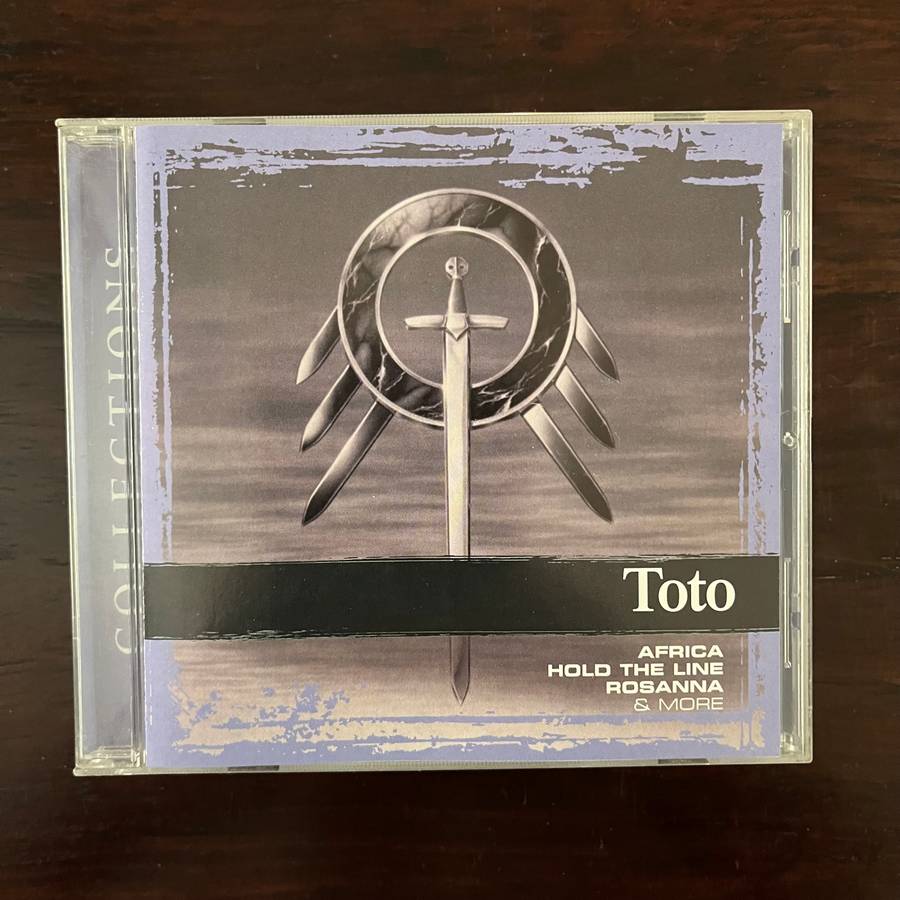 COLLECTIONS
Toto
AFRICA
HOLD THE LINE
ROSANNA
& MORE